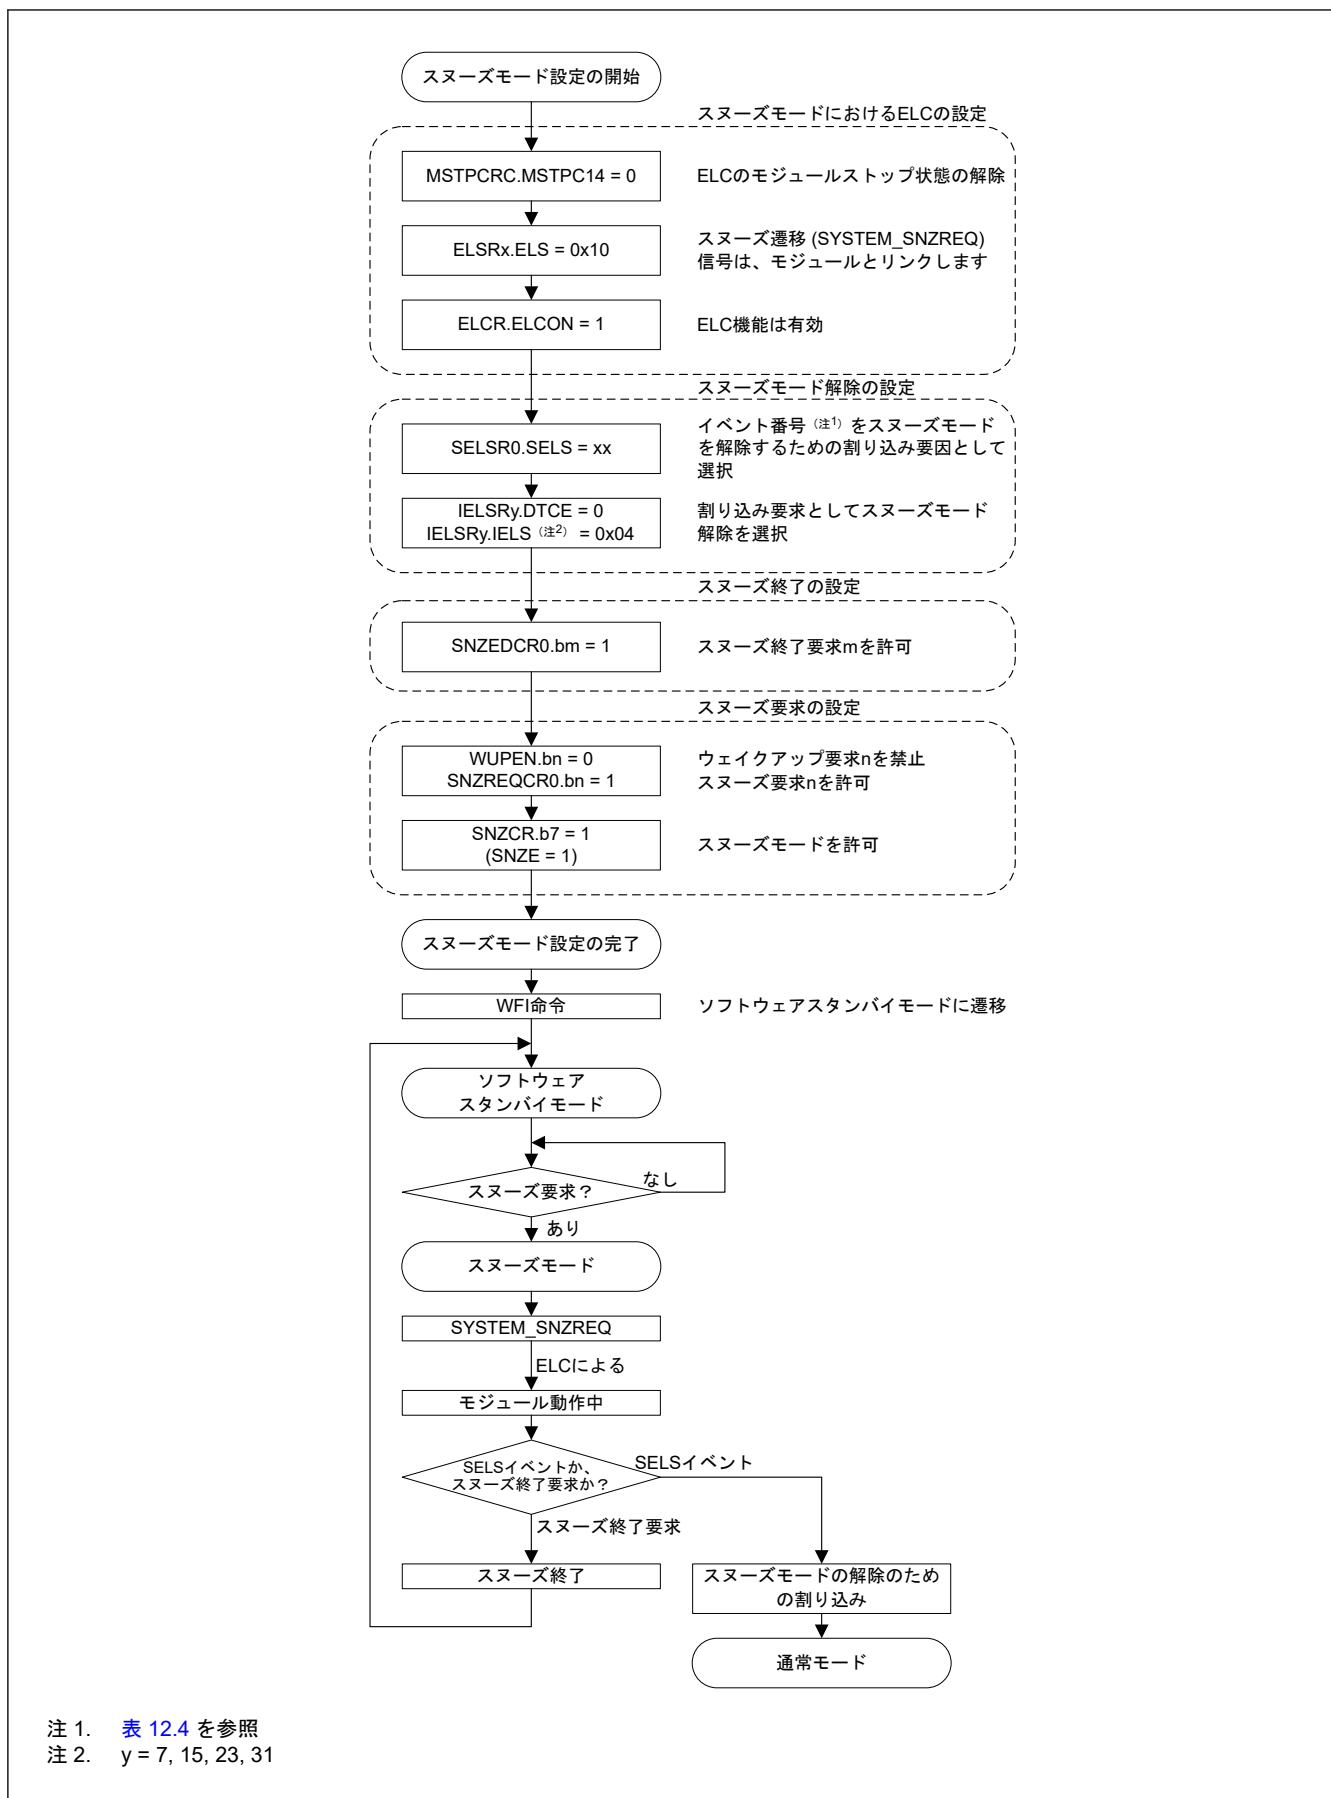 スヌーズモード設定の開始
スヌーズモードにおけるELCの設定
MSTPCRC.MSTPC14 = 0
ELCのモジュールストップ状態の解除
ELSRx.ELS = 0x10
スヌーズ遷移 (SYSTEM_SNZREQ)
信号は、モジュールとリンクします
ELCR.ELCON = 1
ELC機能は有効
スヌーズモード解除の設定
SELSR0.SELS = xx
イベント番号（注1）をスヌーズモード
を解除するための割り込み要因として
選択
IELSRy.DTCE = 0
IELSRy.IELS（注2） = 0x04
割り込み要求としてスヌーズモード
解除を選択
スヌーズ終了の設定
SNZEDCR0.bm = 1
スヌーズ終了要求mを許可
スヌーズ要求の設定
WUPEN.bn = 0
SNZREQCR0.bn = 1
ウェイクアップ要求nを禁止
スヌーズ要求nを許可
SNZCR.b7 = 1
(SNZE = 1)
スヌーズモードを許可
スヌーズモード設定の完了
WFI命令
ソフトウェアスタンバイモードに遷移
ソフトウェア
スタンバイモード
スヌーズ要求？
なし
あり
スヌーズモード
SYSTEM_SNZREQ
ELCによる
モジュール動作中
SELSイベントか、
スヌーズ終了要求か？
SELSイベント
スヌーズ終了要求
スヌーズ終了
スヌーズモードの解除のため
の割り込み
通常モード
注 1. 表 12.4 を参照
注 2. y = 7, 15, 23, 31